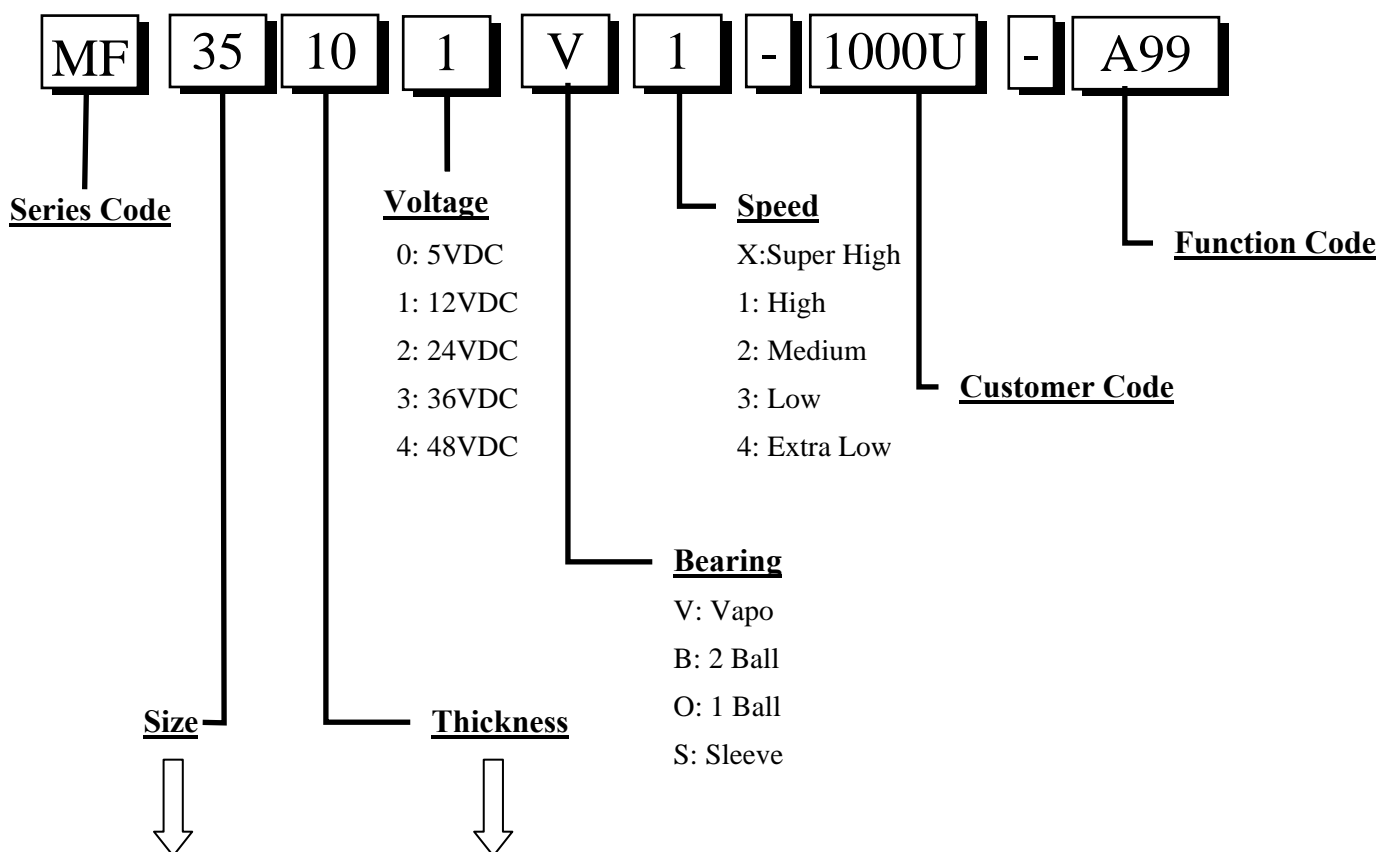 MF 35 10 1 V 1 - 1000U - A99
Series Code
Voltage
0: 5VDC
1: 12VDC
2: 24VDC
3: 36VDC
4: 48VDC
Speed
X:Super High
1: High
2: Medium
3: Low
4: Extra Low
Function Code
Customer Code
Bearing
V: Vapo
B: 2 Ball
O: 1 Ball
S: Sleeve
Size
Thickness